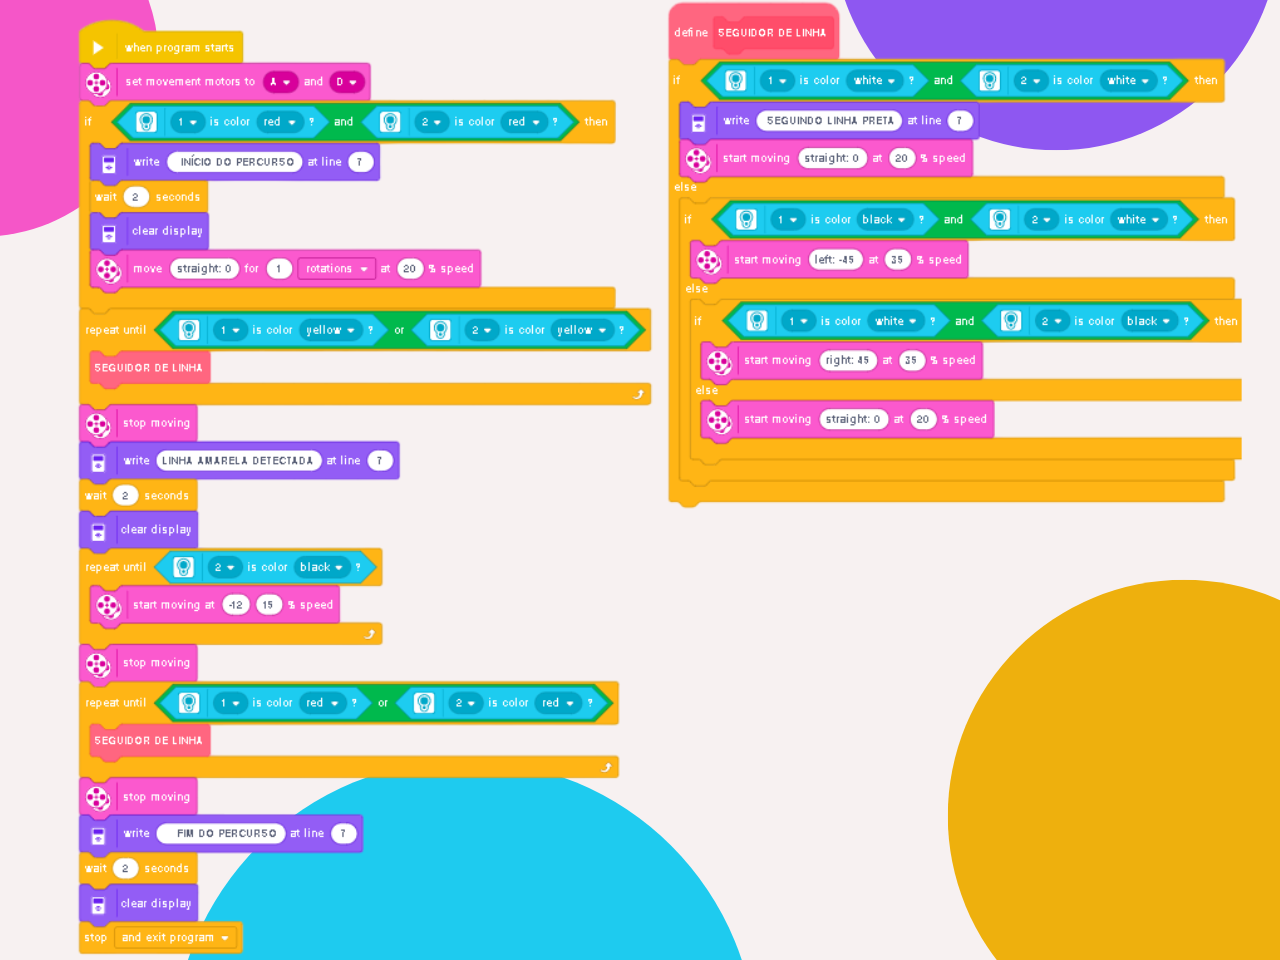 when program starts
set movement motors to A and D
if 1 is color red ? and 2 is color red ? then
write INÍCIO DO PERCURSO at line 7
wait 2 seconds
clear display
move straight: 0 for 1 rotations at 20 % speed
repeat until 1 is color yellow ? or 2 is color yellow ?
SEGUIDOR DE LINHA
stop moving
write LINHA AMARELA DETECTADA at line 7
wait 2 seconds
clear display
repeat until 2 is color black ?
start moving at -12 15 % speed
stop moving
repeat until 1 is color red ? or 2 is color red ?
SEGUIDOR DE LINHA
stop moving
write FIM DO PERCURSO at line 7
wait 2 seconds
clear display
stop and exit program
define SEGUIDOR DE LINHA
if 1 is color white ? and 2 is color white ? then
write SEGUINDO LINHA PRETA at line 7
start moving straight: 0 at 20 % speed
else
if 1 is color black ? and 2 is color white ? then
start moving left: -45 at 35 % speed
else
if 1 is color white ? and 2 is color black ? then
start moving right: 45 at 35 % speed
else
start moving straight: 0 at 20 % speed